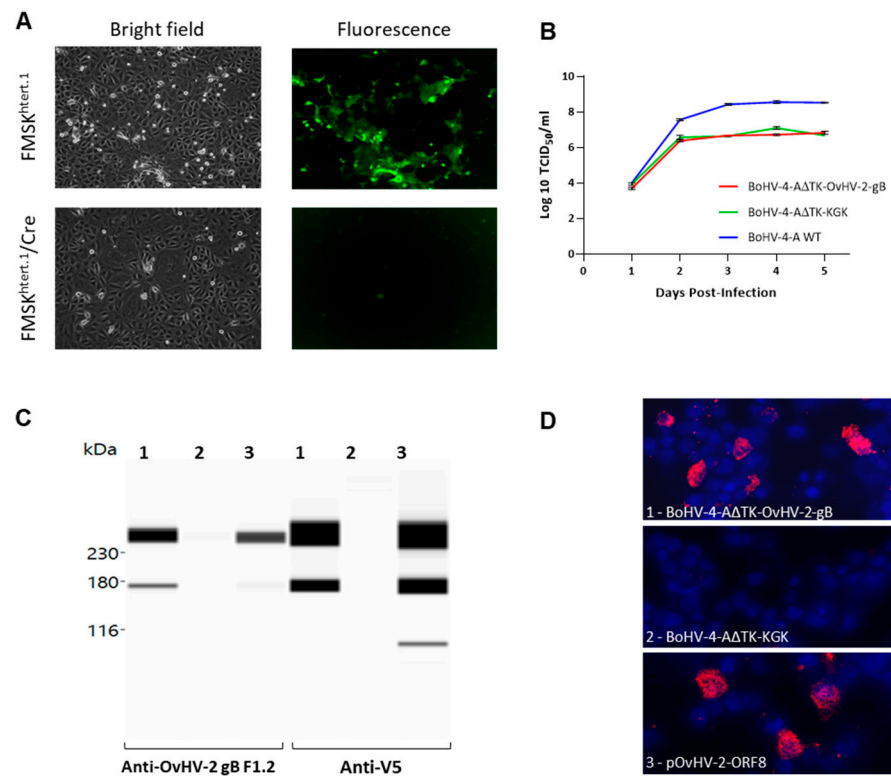 A
Bright field
Fluorescence
FMSKhtert.1
FMSKhtert.1/Cre
B
Log 10 TCID50/ml
10
8
6
4
2
0
0 1 2 3 4 5
Days Post-Infection
BoHV-4-AΔTK-OvHV-2-gB
BoHV-4-AΔTK-KGK
BoHV-4-A WT
C
kDa
1 2 3 1 2 3
230-
180-
116-
Anti-OvHV-2 gB F1.2
Anti-V5
D
1 - BoHV-4-AΔTK-OvHV-2-gB
2 - BoHV-4-AΔTK-KGK
3 - pOvHV-2-ORF8